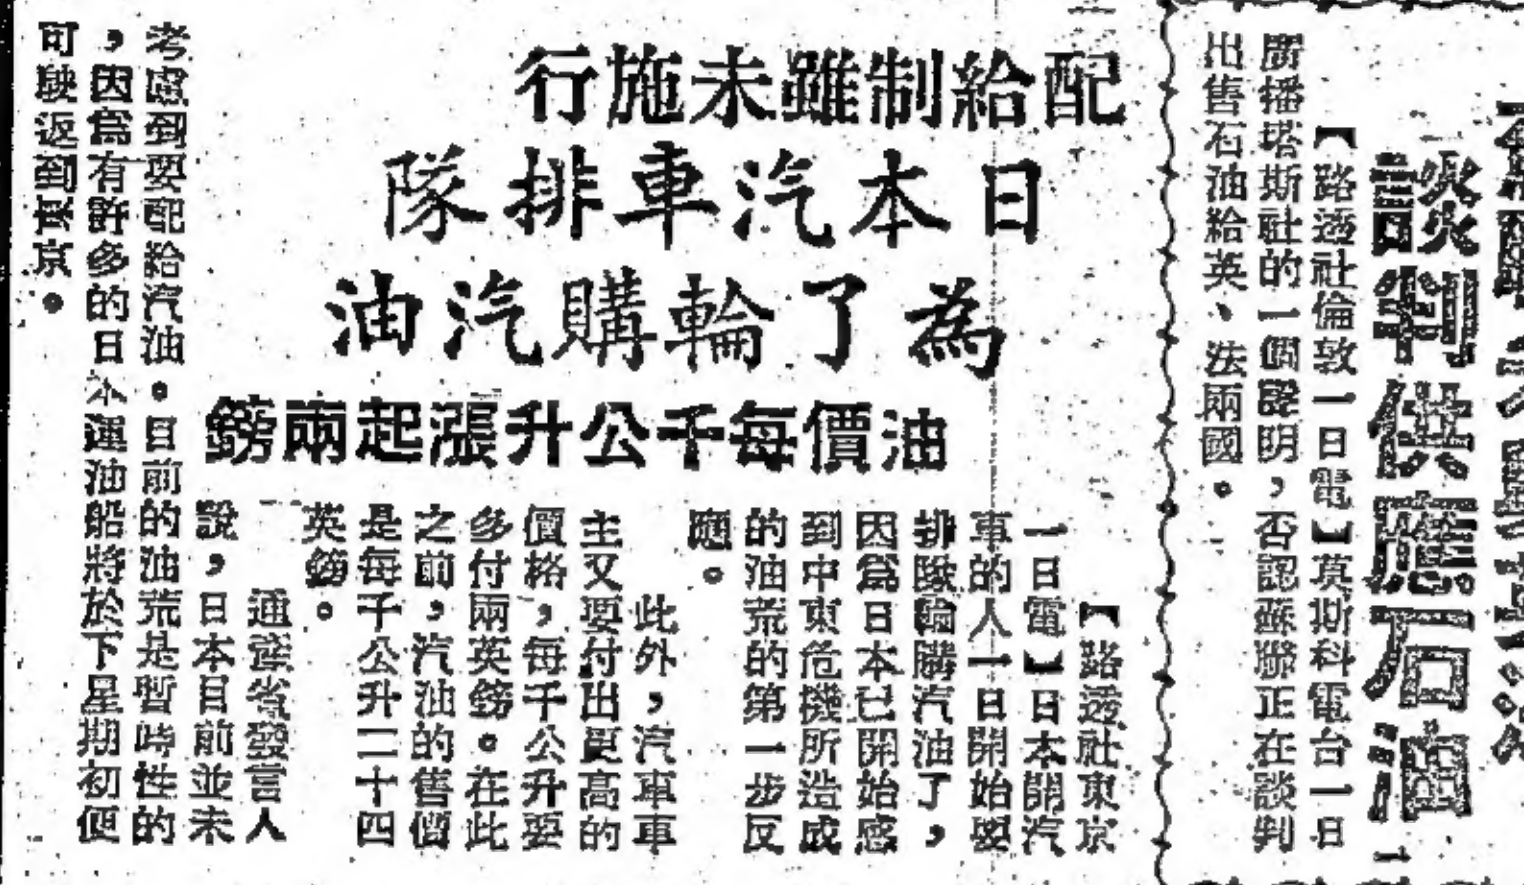 談判供應石油
【路透社倫敦一日電】莫斯科電台一日
廣播塔斯社的一個證明，否認蘇聯正在談判
出售石油給英、法兩國。
配給制雖未施行
日本汽車排隊
為了輪購汽油
油價每千公升漲起兩鎊
【路透社東京
一日電】日本開汽
車的人一日開始要
排隊輪購汽油了，
因爲日本已開始感
到中東危機所造成
的油荒的第一步反
應。
此外，汽車車
主又要付出更高的
價格，每千公升要
多付兩英鎊。在此
之前，汽油的售價
是每千公升二十四
英鎊。
通產省發言人
說，日本目前並未
考慮到要配給汽油。目前的油荒是暫時性的
，因爲有許多的日本運油船將於下星期初便
可駛返到東京。